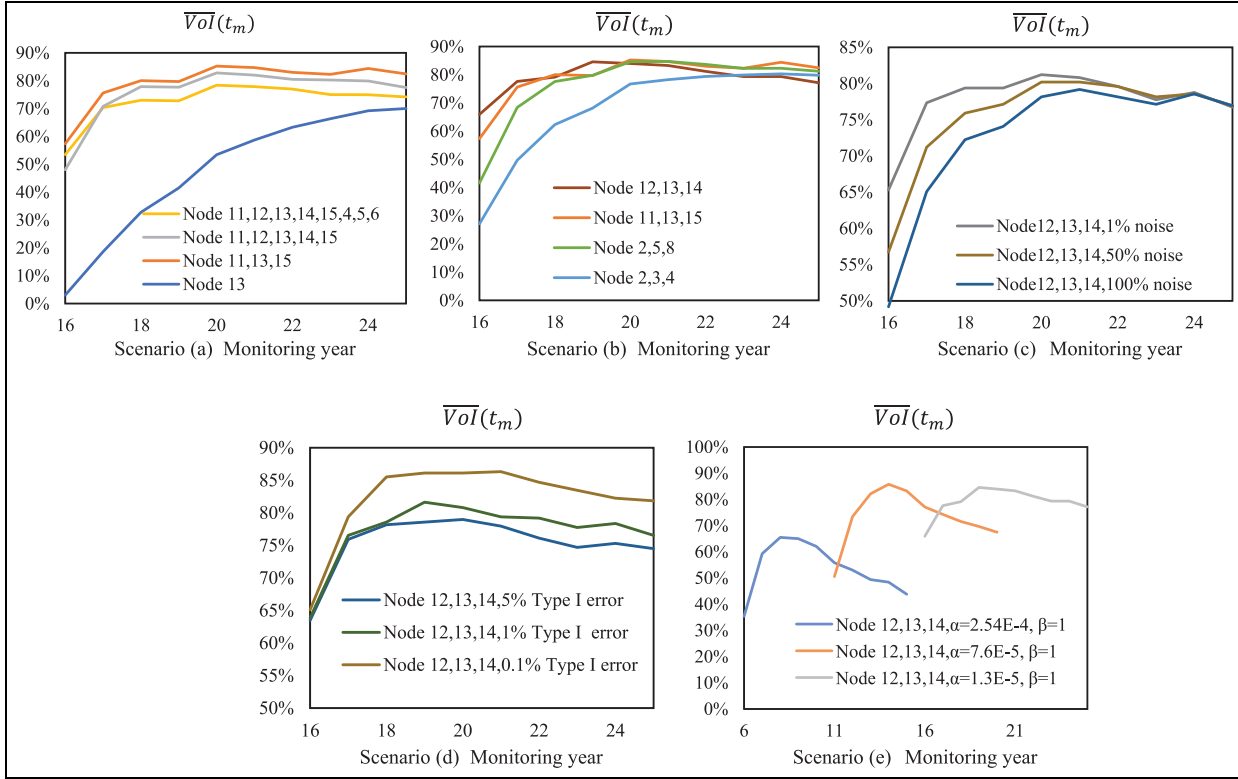 VoI(tm)
90%
80%
70%
60%
50%
40%
30%
20%
10%
0%
Node 11,12,13,14,15,4,5,6
Node 11,12,13,14,15
Node 11,13,15
Node 13
16 18 20 22 24
Scenario (a) Monitoring year
VoI(tm)
90%
80%
70%
60%
50%
40%
30%
20%
10%
0%
Node 12,13,14
Node 11,13,15
Node 2,5,8
Node 2,3,4
16 18 20 22 24
Scenario (b) Monitoring year
VoI(tm)
85%
80%
75%
70%
65%
60%
55%
50%
Node12,13,14,1% noise
Node12,13,14,50% noise
Node12,13,14,100% noise
16 18 20 22 24
Scenario (c) Monitoring year
VoI(tm)
90%
85%
80%
75%
70%
65%
60%
55%
50%
Node 12,13,14,5% Type I error
Node 12,13,14,1% Type I error
Node 12,13,14,0.1% Type I error
16 18 20 22 24
Scenario (d) Monitoring year
VoI(tm)
100%
90%
80%
70%
60%
50%
40%
30%
20%
10%
0%
Node 12,13,14,α=2.54E-4, β=1
Node 12,13,14,α=7.6E-5, β=1
Node 12,13,14,α=1.3E-5, β=1
6 11 16 21
Scenario (e) Monitoring year